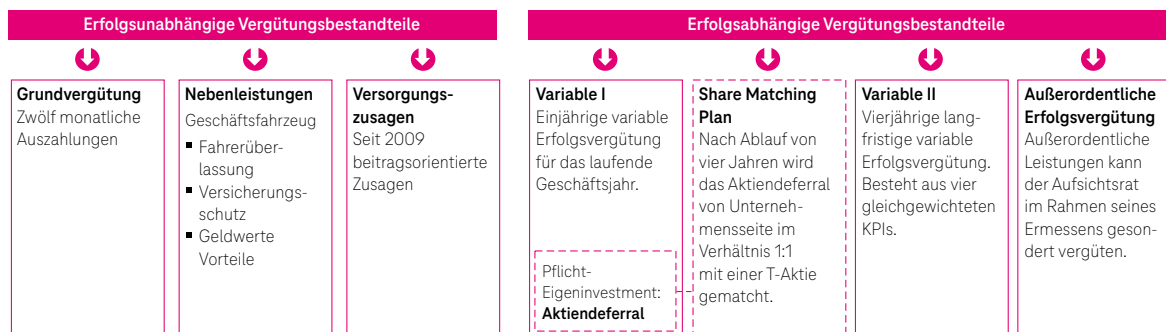 Erfolgsunabhängige Vergütungsbestandteile
Grundvergütung
Zwölf monatliche
Auszahlungen
Nebenleistungen
Geschäftsfahrzeug
▪ Fahrerüber-
lassung
▪ Versicherungs-
schutz
▪ Geldwerte
Vorteile
Versorgungs-
zusagen
Seit 2009
beitragsorientierte
Zusagen
Erfolgsabhängige Vergütungsbestandteile
Variable I
Einjährige variable
Erfolgsvergütung
für das laufende
Geschäftsjahr.
Pflicht-
Eigeninvestment:
Aktiendeferral
Share Matching
Plan
Nach Ablauf von
vier Jahren wird
das Aktiendeferral
von Unterneh-
mensseite im
Verhältnis 1:1
mit einer T-Aktie
gematcht.
Variable II
Vierjährige lang-
fristige variable
Erfolgsvergütung.
Besteht aus vier
gleichgewichteten
KPIs.
Außerordentliche
Erfolgsvergütung
Außerordentliche
Leistungen kann
der Aufsichtsrat
im Rahmen seines
Ermessens geson-
dert vergüten.